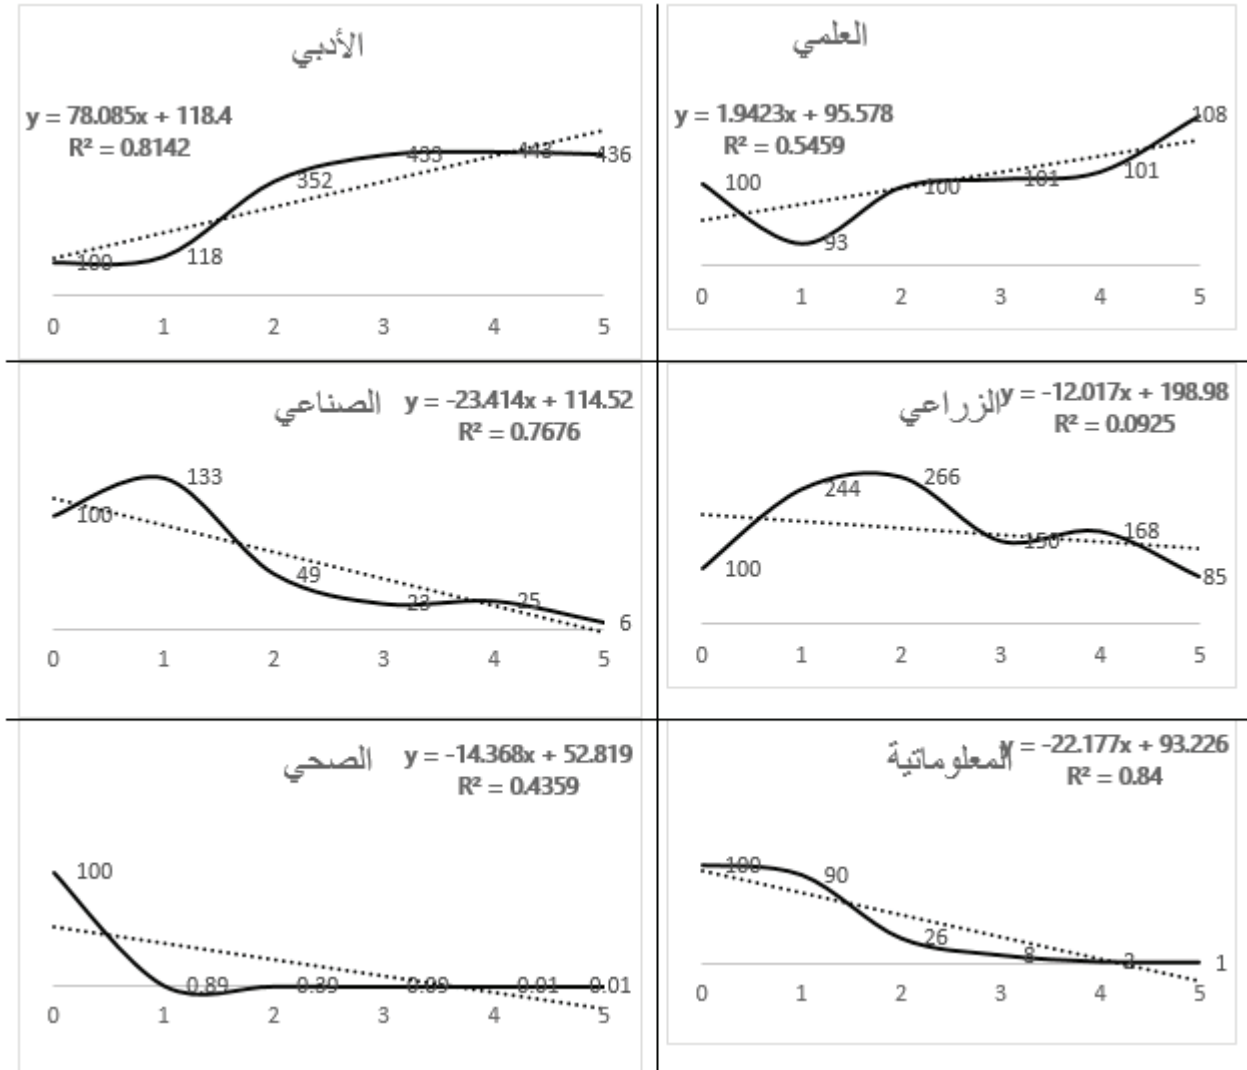 الأدبي
y = 78.085x + 118.4
R² = 0.8142
100
118
352
433
443
436
0 1 2 3 4 5
العلمي
y = 1.9423x + 95.578
R² = 0.5459
100
93
100
101
101
108
0 1 2 3 4 5
الصناعي
y = -23.414x + 114.52
R² = 0.7676
100
133
49
23
25
6
0 1 2 3 4 5
الزراعي
y = -12.017x + 198.98
R² = 0.0925
100
244
266
150
168
85
0 1 2 3 4 5
الصحي
y = -14.368x + 52.819
R² = 0.4359
100
0.89
0.39
0.09
0.01
0.01
0 1 2 3 4 5
المعلوماتية
y = -22.177x + 93.226
R² = 0.84
100
90
26
8
1
0 1 2 3 4 5